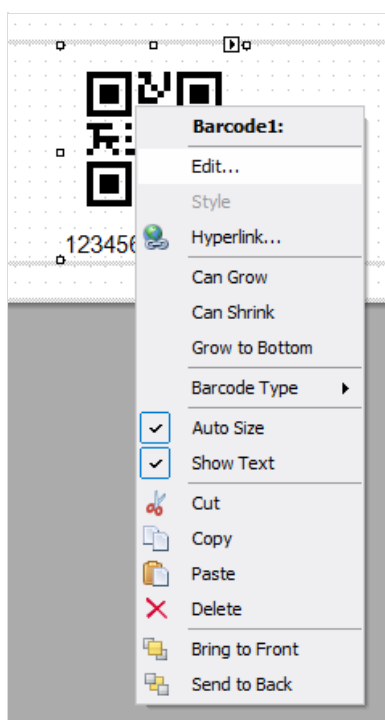 Barcode1:
Edit...
Style
Hyperlink...
123456
Can Grow
Can Shrink
Grow to Bottom
Barcode Type
Auto Size
Show Text
Cut
Copy
Paste
Delete
Bring to Front
Send to Back